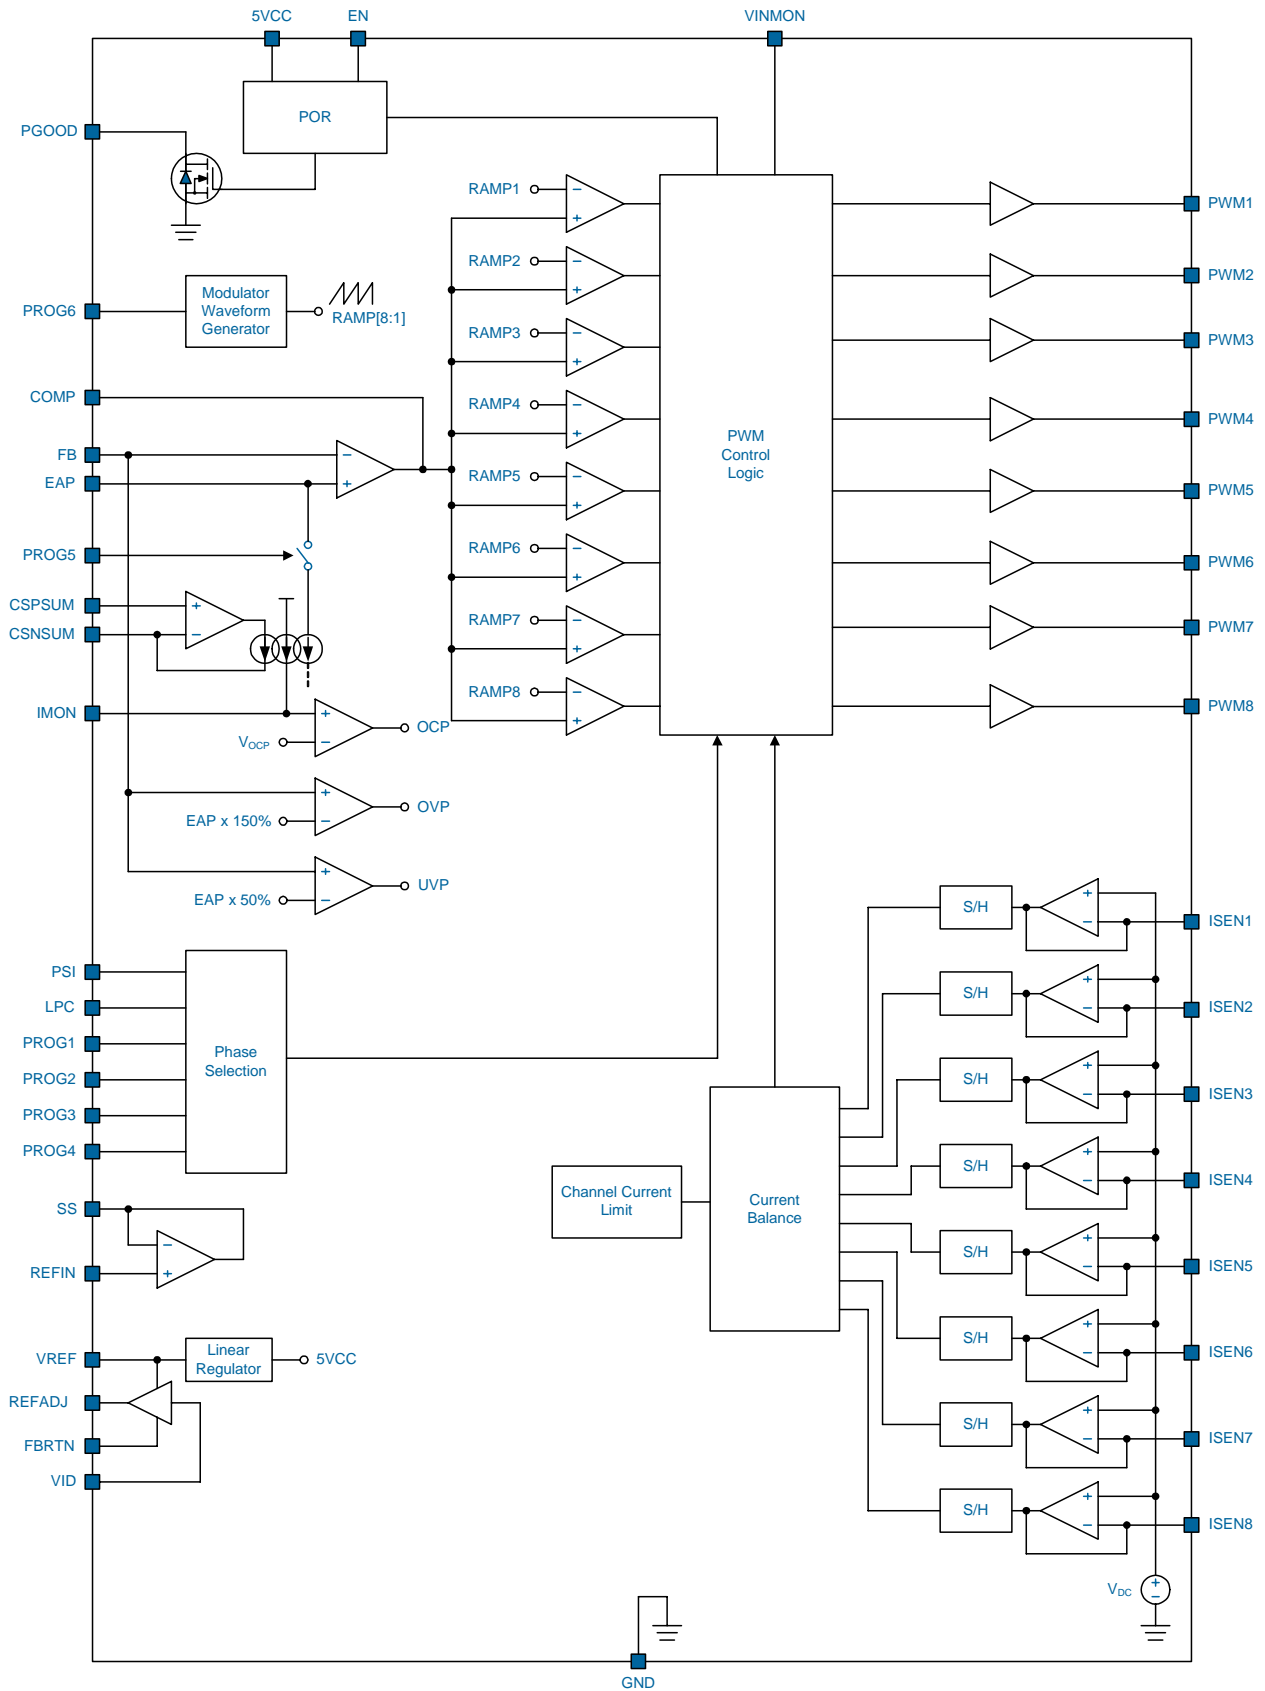 5VCC
EN
VINMON
POR
PGOOD
PROG6
Modulator
Waveform
Generator
RAMP[8:1]
COMP
FB
EAP
PROG5
CSPSUM
CSNSUM
IMON
V_OCP
OCP
EAP x 150%
OVP
EAP x 50%
UVP
RAMP1
RAMP2
RAMP3
RAMP4
RAMP5
RAMP6
RAMP7
RAMP8
PWM
Control
Logic
PWM1
PWM2
PWM3
PWM4
PWM5
PWM6
PWM7
PWM8
PSI
LPC
PROG1
PROG2
PROG3
PROG4
Phase
Selection
SS
REFIN
VREF
REFADJ
FBRTN
VID
Linear
Regulator
5VCC
Channel Current
Limit
Current
Balance
S/H
ISEN1
S/H
ISEN2
S/H
ISEN3
S/H
ISEN4
S/H
ISEN5
S/H
ISEN6
S/H
ISEN7
S/H
ISEN8
V_DC
GND